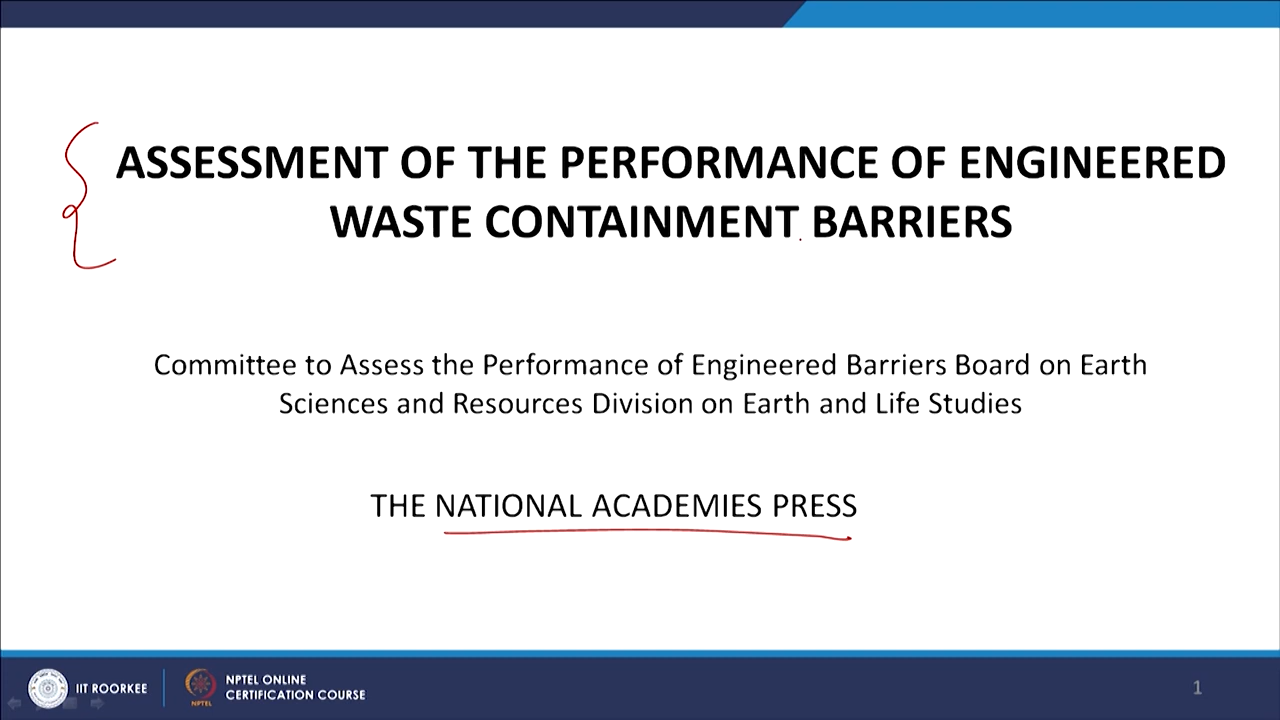 ASSESSMENT OF THE PERFORMANCE OF ENGINEERED
WASTE CONTAINMENT BARRIERS
Committee to Assess the Performance of Engineered Barriers Board on Earth
Sciences and Resources Division on Earth and Life Studies
THE NATIONAL ACADEMIES PRESS
IIT ROORKEE
NPTEL
NPTEL ONLINE
CERTIFICATION COURSE
1